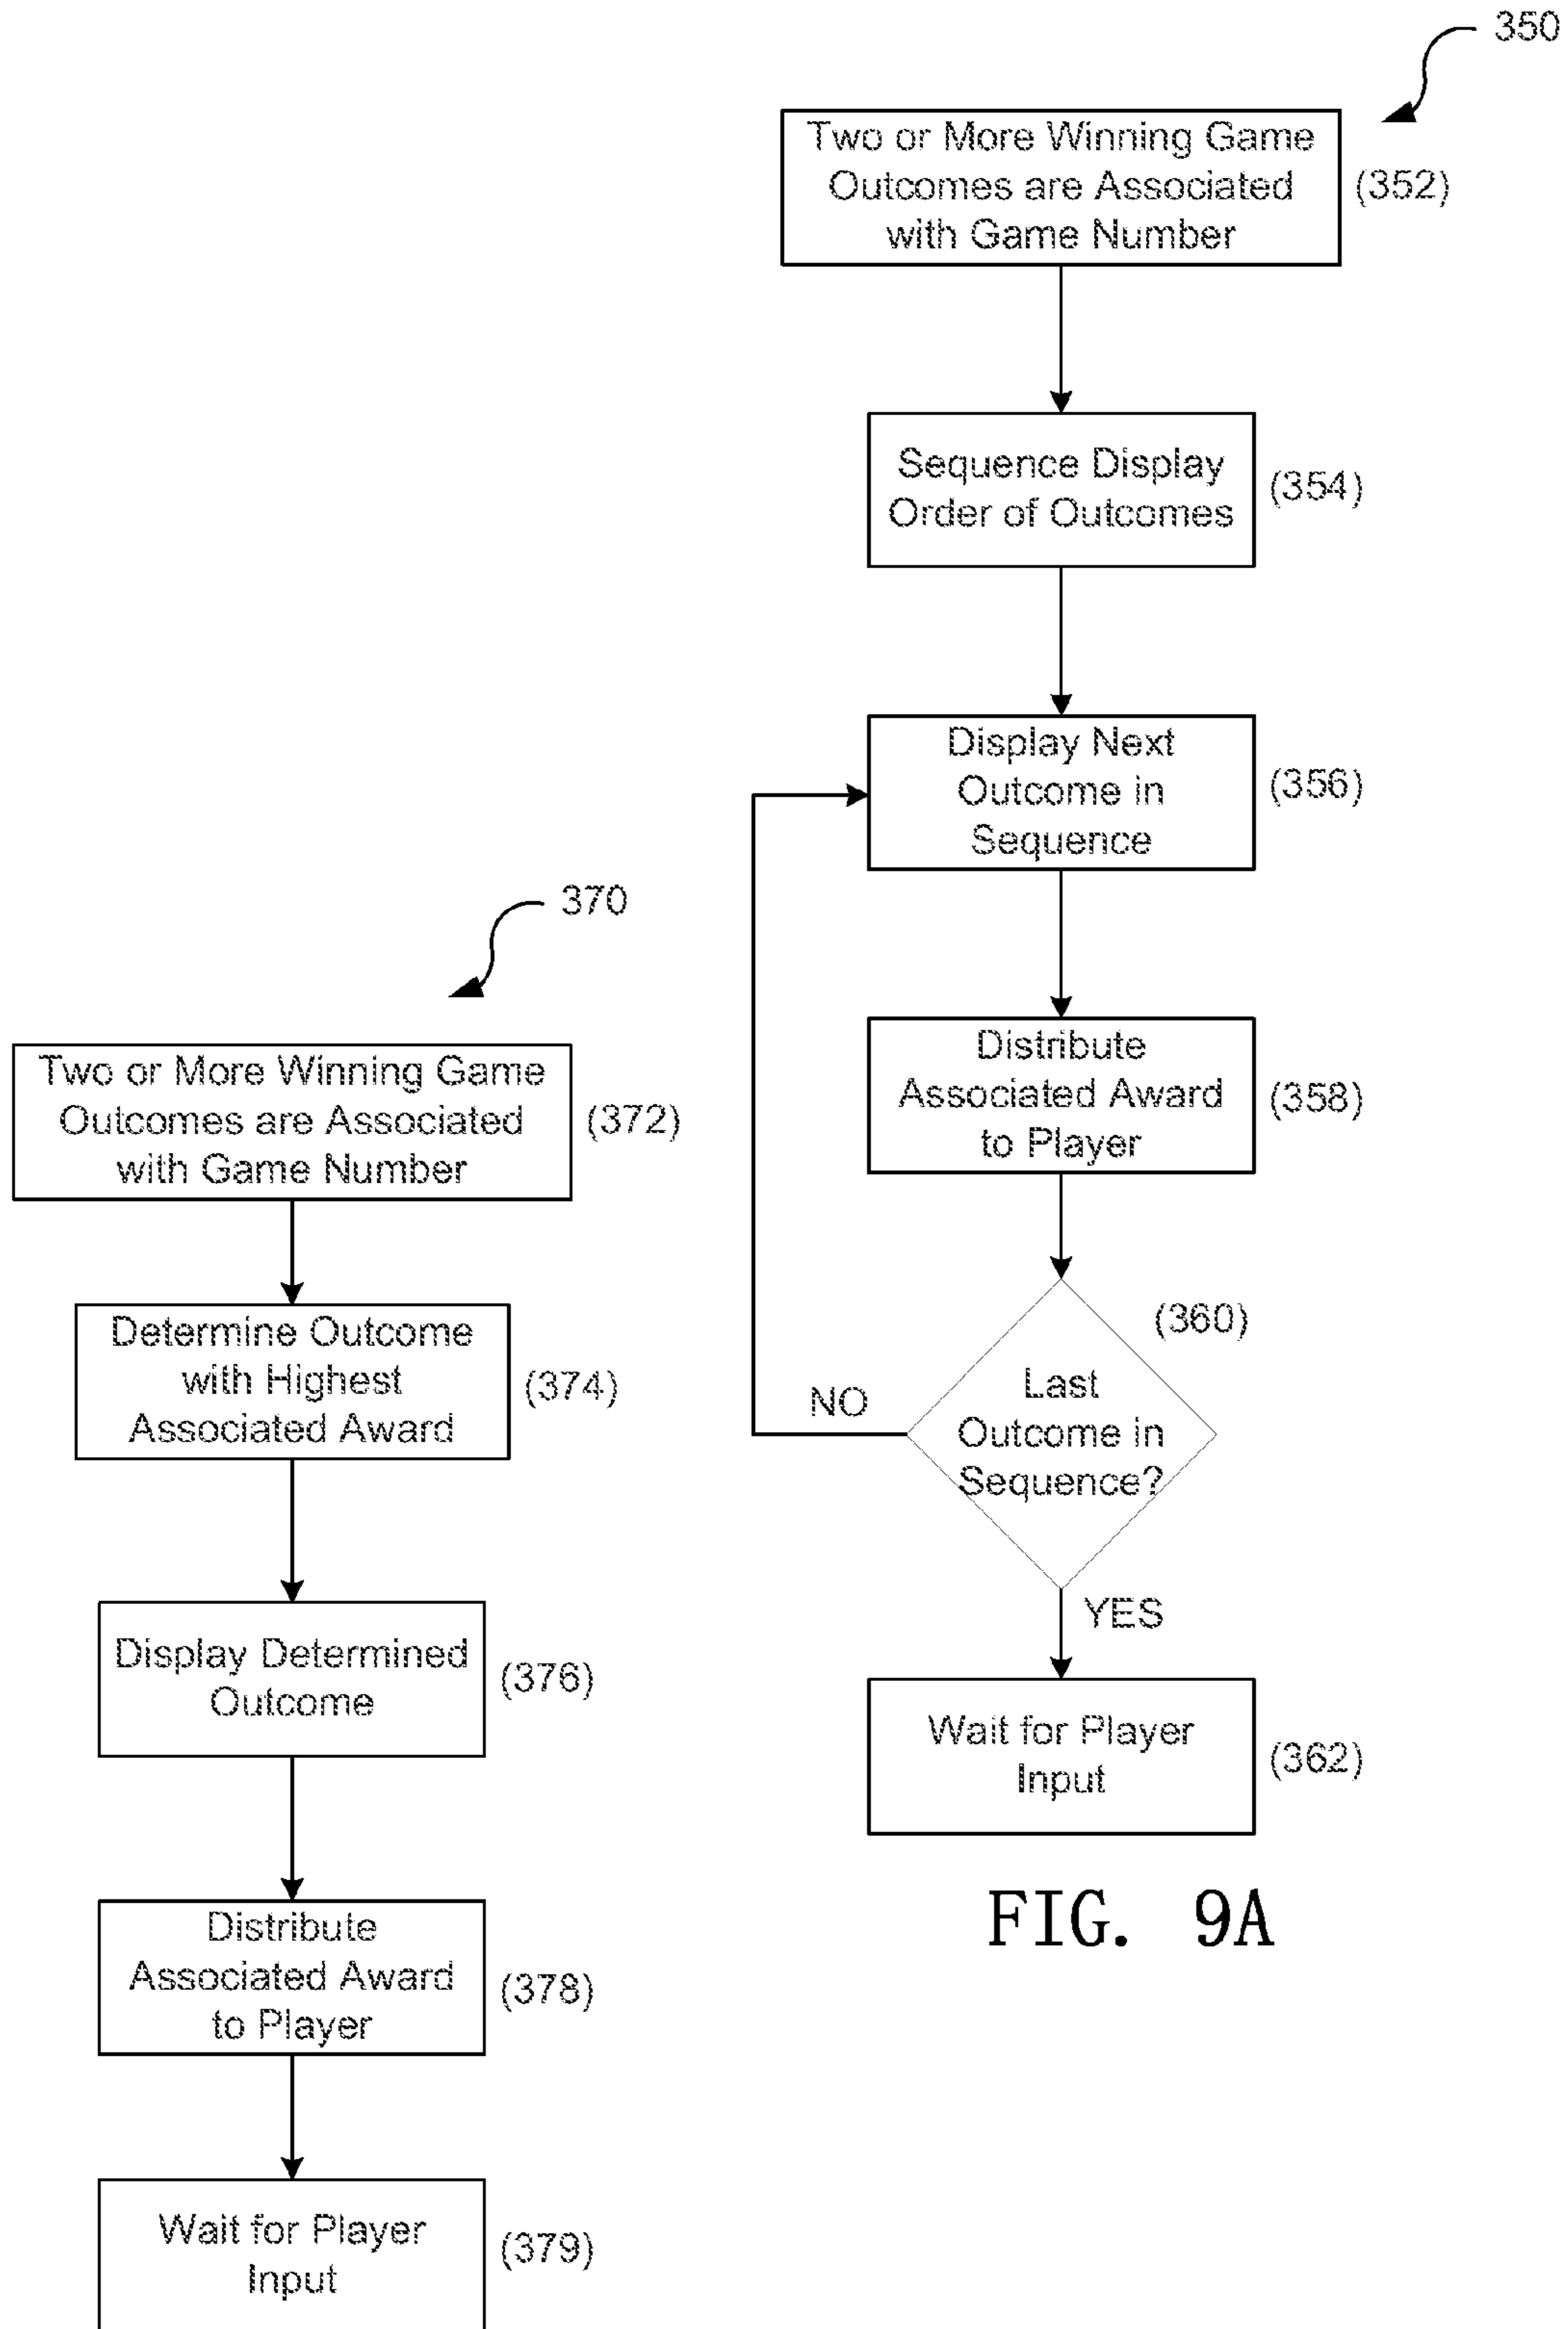 350
Two or More Winning Game
Outcomes are Associated
with Game Number
(352)
Sequence Display
Order of Outcomes
(354)
Display Next
Outcome in
Sequence
(356)
Distribute
Associated Award
to Player
(358)
(360)
Last
Outcome in
Sequence?
NO
YES
Wait for Player
Input
(362)
FIG. 9A
370
Two or More Winning Game
Outcomes are Associated
with Game Number
(372)
Determine Outcome
with Highest
Associated Award
(374)
Display Determined
Outcome
(376)
Distribute
Associated Award
to Player
(378)
Wait for Player
Input
(379)